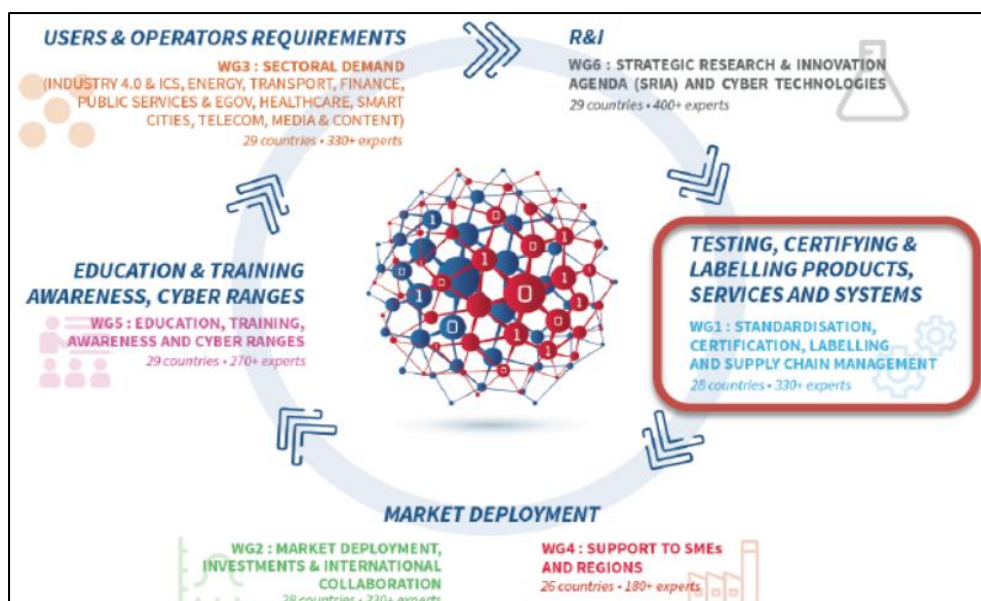 USERS & OPERATORS REQUIREMENTS
WG3 : SECTORAL DEMAND
(INDUSTRY 4.0 & ICS, ENERGY, TRANSPORT, FINANCE,
PUBLIC SERVICES & EGOV, HEALTHCARE, SMART
CITIES, TELECOM, MEDIA & CONTENT)
29 countries • 330+ experts
R&I
WG6 : STRATEGIC RESEARCH & INNOVATION
AGENDA (SRIA) AND CYBER TECHNOLOGIES
29 countries • 400+ experts
TESTING, CERTIFYING &
LABELLING PRODUCTS,
SERVICES AND SYSTEMS
WG1 : STANDARDISATION,
CERTIFICATION, LABELLING
AND SUPPLY CHAIN MANAGEMENT
28 countries • 330+ experts
EDUCATION & TRAINING
AWARENESS, CYBER RANGES
WG5 : EDUCATION, TRAINING,
AWARENESS AND CYBER RANGES
29 countries • 270+ experts
MARKET DEPLOYMENT
WG2 : MARKET DEPLOYMENT,
INVESTMENTS & INTERNATIONAL
COLLABORATION
28 countries • 330+ experts
WG4 : SUPPORT TO SMEs
AND REGIONS
26 countries • 180+ experts